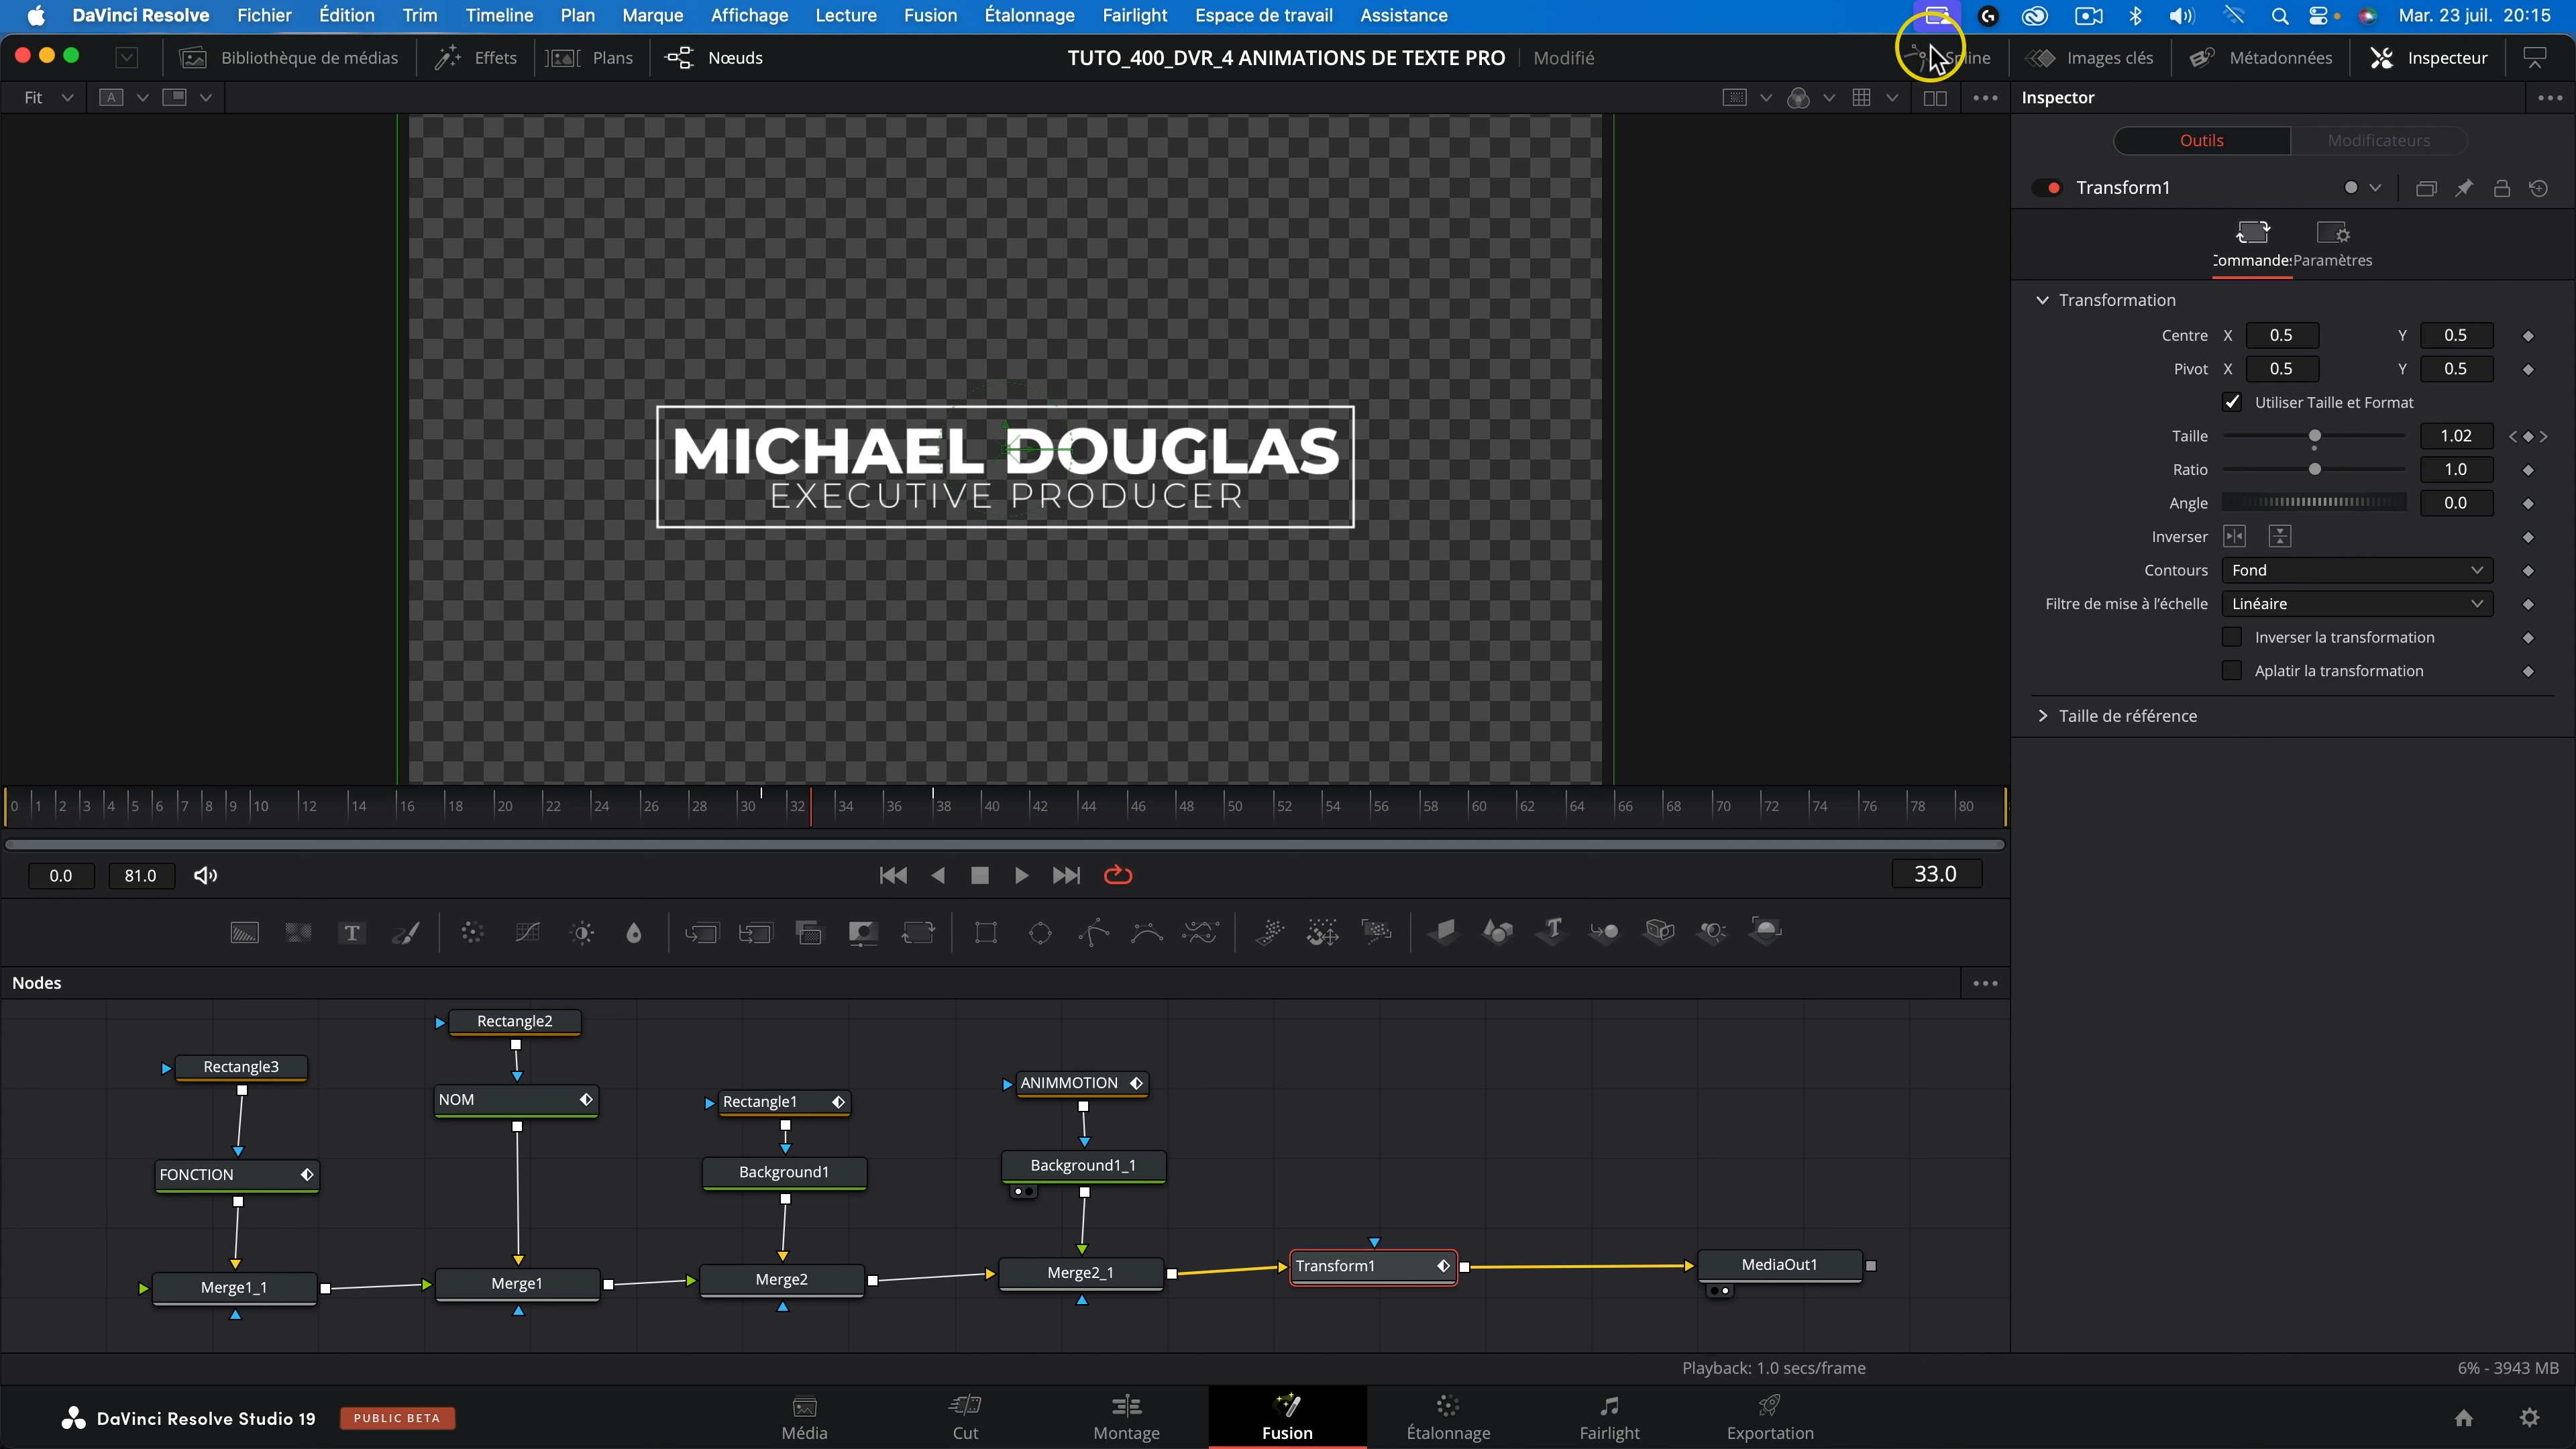 DaVinci Resolve Fichier Édition Trim Timeline Plan Marque Affichage Lecture Fusion Étalonnage Fairlight Espace de travail Assistance Mar. 23 juil. 20:15
Bibliothèque de médias Effets Plans Nœuds TUTO_400_DVR_4 ANIMATIONS DE TEXTE PRO Modifié Images clés Métadonnées Inspecteur
Fit A Inspector
Outils Modificateurs
Transform1
Paramètres
Transformation
Centre X 0.5 Y 0.5
Pivot X 0.5 Y 0.5
Utiliser Taille et Format
Taille 1.02
Ratio 1.0
Angle 0.0
Inverser
Contours Fond
Filtre de mise à l'échelle Linéaire
Inverser la transformation
Aplatir la transformation
Taille de référence
MICHAEL DOUGLAS
EXECUTIVE PRODUCER
0 1 2 3 4 5 6 7 8 9 10 12 14 16 18 20 22 24 26 28 30 32 34 36 38 40 42 44 46 48 50 52 54 56 58 60 62 64 66 68 70 72 74 76 78 80
0.0 81.0 33.0
T T
Nodes
Rectangle2
Rectangle3
NOM
ANIMMOTION
Rectangle1
FONCTION
Background1
Background1_1
Merge1_1
Merge1
Merge2
Merge2_1
Transform1
MediaOut1
Playback: 1.0 secs/frame 6% - 3943 MB
DaVinci Resolve Studio 19 PUBLIC BETA
Média Cut Montage Fusion Étalonnage Fairlight Exportation